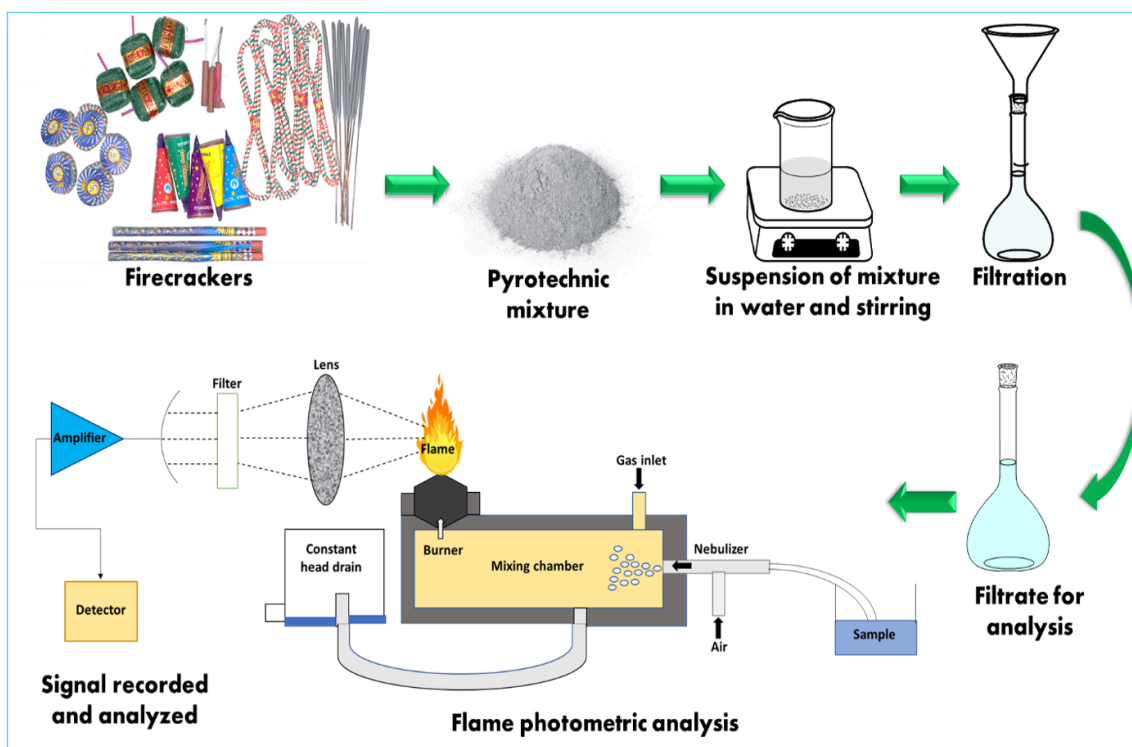 Firecrackers
Pyrotechnic
mixture
Suspension of mixture
in water and stirring
Filtration
Lens
Filter
Amplifier
Flame
Gas inlet
Burner
Constant
head drain
Mixing chamber
Nebulizer
Air
Sample
Detector
Filtrate for
analysis
Signal recorded
and analyzed
Flame photometric analysis